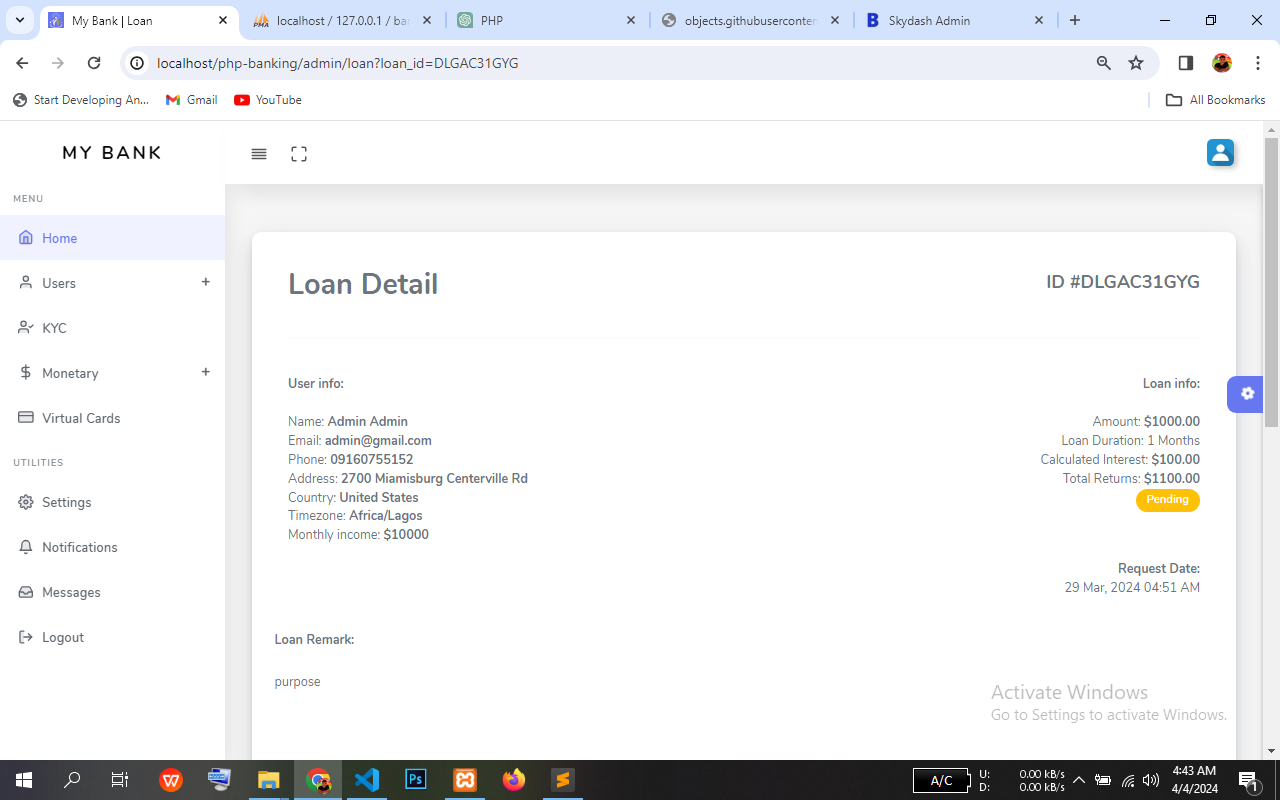 My Bank | Loan
localhost / 127.0.0.1 / ban
PHP
objects.githubusercontent
Skydash Admin
localhost/php-banking/admin/loan?loan_id=DLGAC31GYG
Start Developing An...
Gmail
YouTube
All Bookmarks
MY BANK
MENU
Home
Users +
KYC
Monetary +
Virtual Cards
UTILITIES
Settings
Notifications
Messages
Logout
Loan Detail
ID #DLGAC31GYG
User info:
Name: Admin Admin
Email: admin@gmail.com
Phone: 09160755152
Address: 2700 Miamisburg Centerville Rd
Country: United States
Timezone: Africa/Lagos
Monthly income: $10000
Loan info:
Amount: $1000.00
Loan Duration: 1 Months
Calculated Interest: $100.00
Total Returns: $1100.00
Pending
Request Date:
29 Mar, 2024 04:51 AM
Loan Remark:
purpose
Activate Windows
Go to Settings to activate Windows.
A/C
U: 0.00 kB/s
D: 0.00 kB/s
4:43 AM
4/4/2024
1